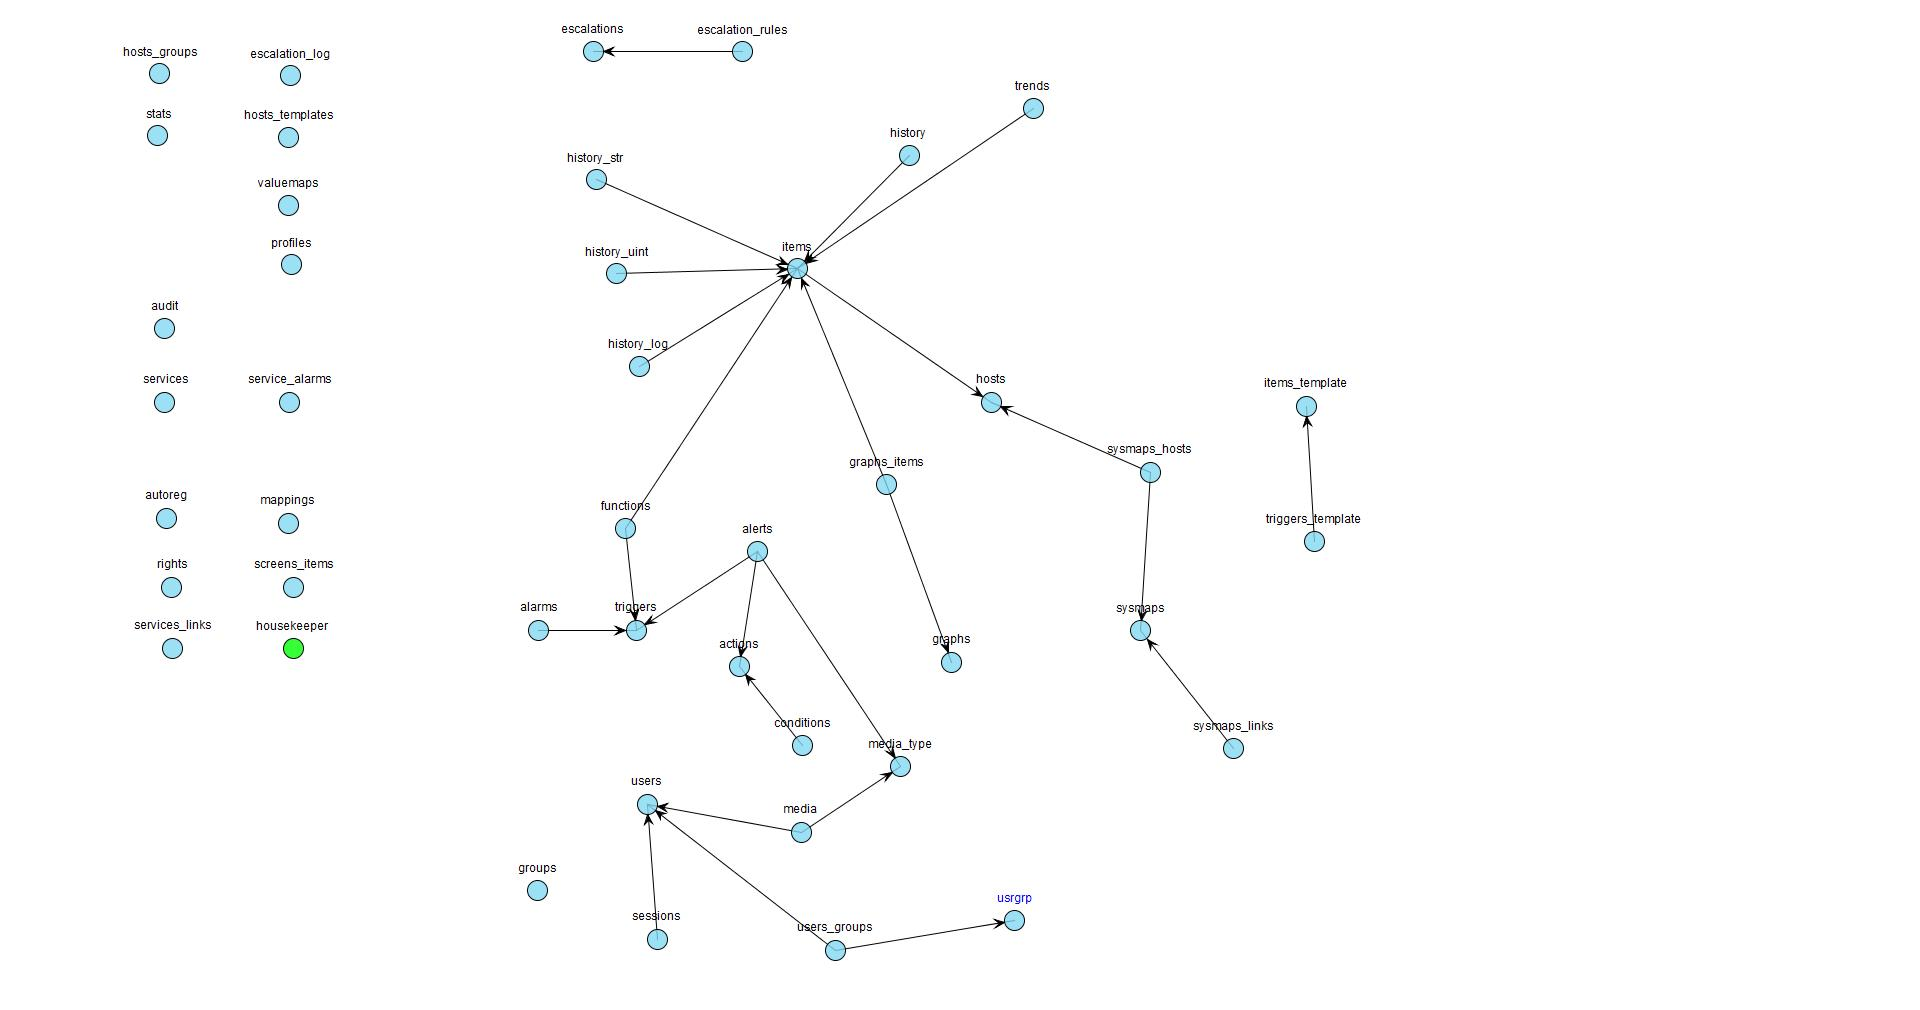 escalations
escalation_rules
hosts_groups
escalation_log
trends
stats
hosts_templates
history
history_str
valuemaps
profiles
items
history_uint
audit
history_log
services
service_alarms
hosts
items_template
sysmaps_hosts
graphs_items
autoreg
mappings
functions
triggers_template
alerts
rights
screens_items
alarms
triggers
sysmaps
services_links
housekeeper
actions
graphs
conditions
sysmaps_links
media_type
users
media
groups
usrgrp
sessions
users_groups